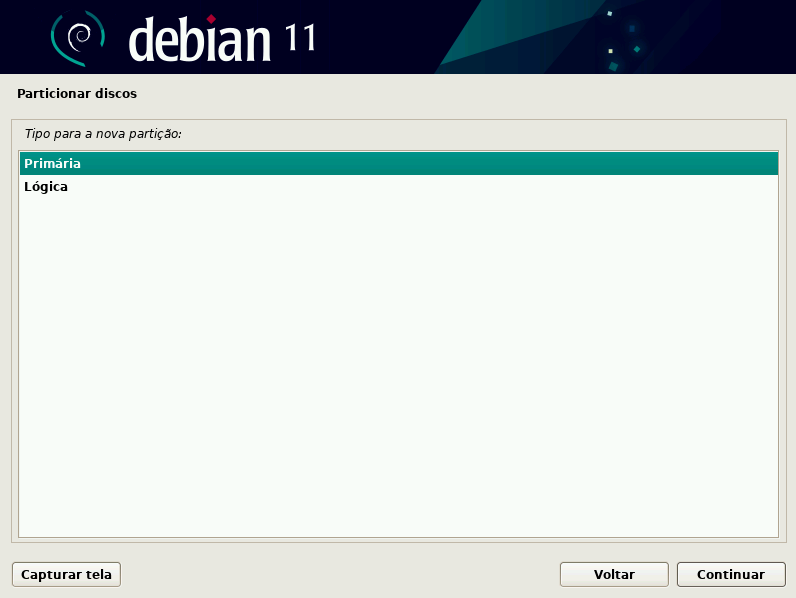 debian 11
Particionar discos
Tipo para a nova partição:
Primária
Lógica
Capturar tela Voltar Continuar